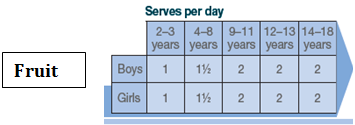 Serves per day
2–3 years 4–8 years 9–11 years 12–13 years 14–18 years
Fruit
Boys 1 1½ 2 2 2
Girls 1 1½ 2 2 2